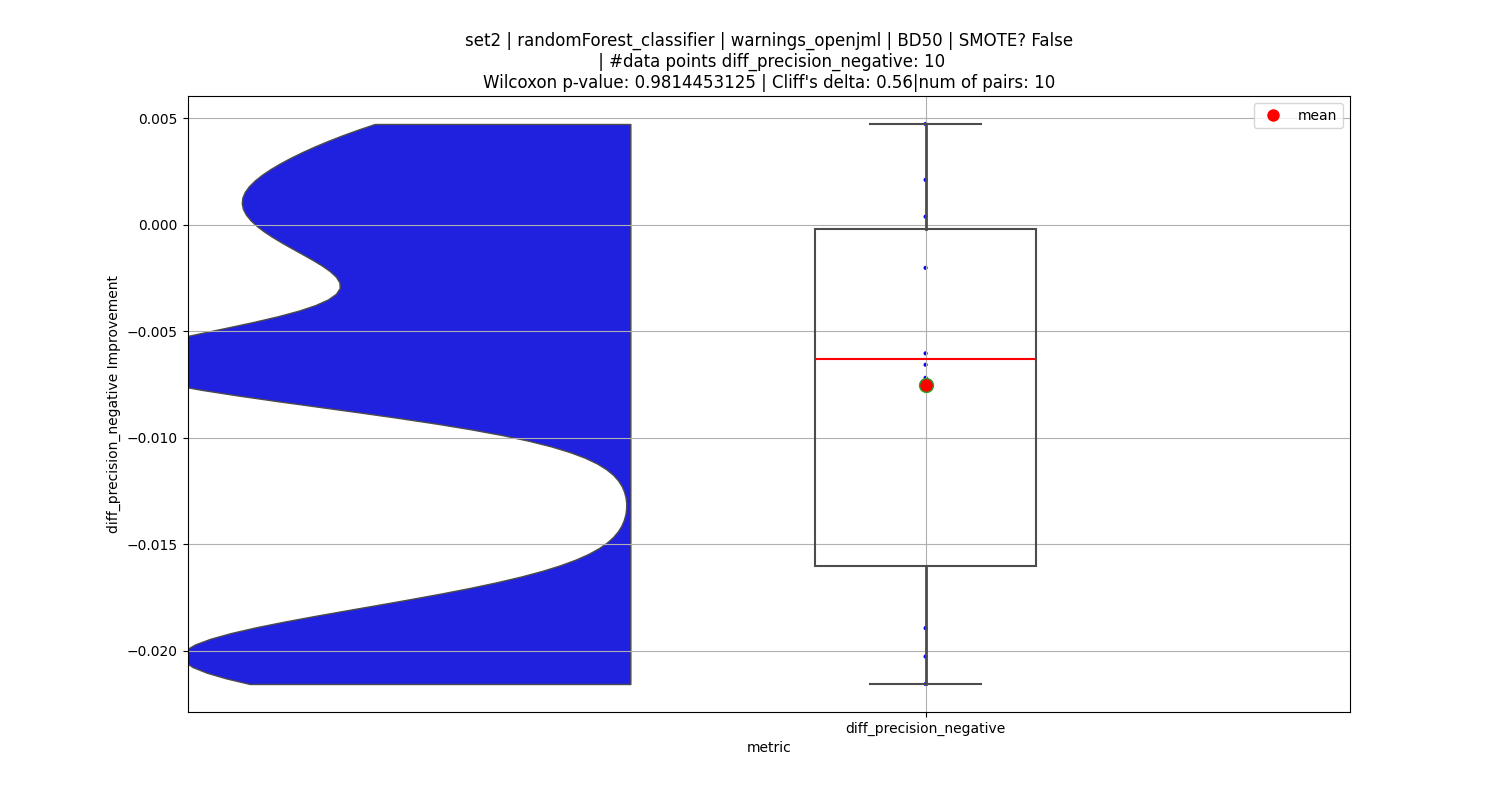 set2 | randomForest_classifier | warnings_openjml | BD50 | SMOTE? False
| #data points diff_precision_negative: 10
Wilcoxon p-value: 0.9814453125 | Cliff's delta: 0.56|num of pairs: 10
mean
0.005
0.000
−0.005
−0.010
−0.015
−0.020
diff_precision_negative Improvement
diff_precision_negative
metric